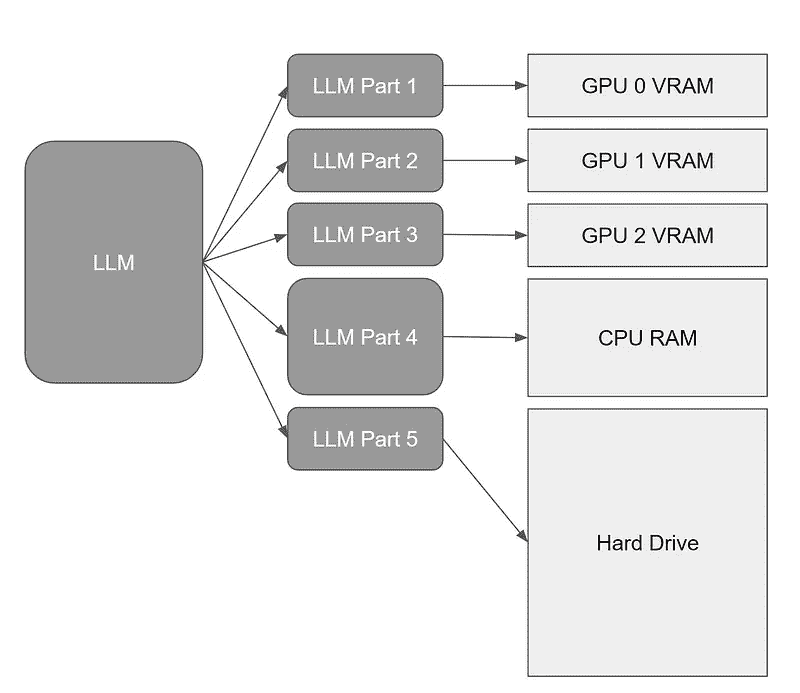 LLM
LLM Part 1
GPU 0 VRAM
LLM Part 2
GPU 1 VRAM
LLM Part 3
GPU 2 VRAM
LLM Part 4
CPU RAM
LLM Part 5
Hard Drive